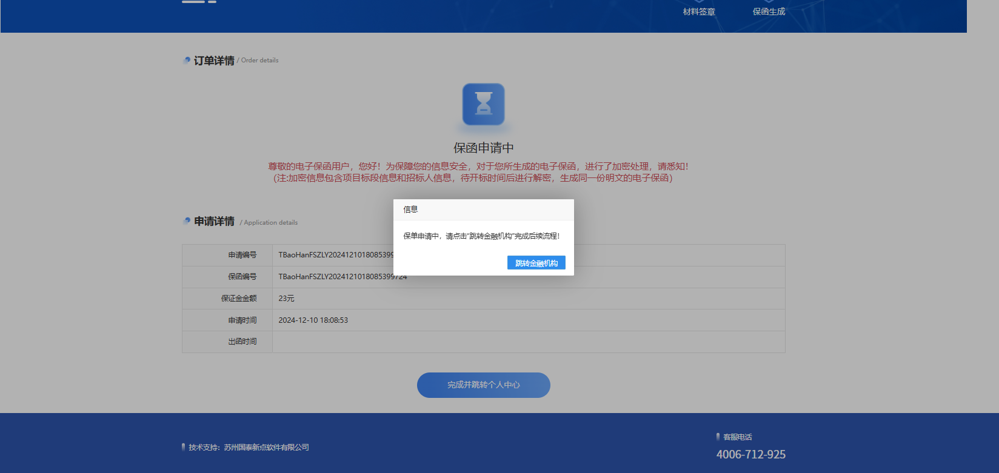 材料签章
保函生成
订单详情 / Order details
保函申请中
尊敬的电子保函用户，您好！为保障您的信息安全，对于您所生成的电子保函，进行了加密处理，请悉知！
（注:加密信息包含项目标段信息和招标人信息，待开标时间后进行解密，生成同一份明文的电子保函）
信息
保单申请中，请点击“跳转金融机构”完成后续流程！
跳转金融机构
申请详情 / Application details
申请编号 TBaoHanFSZLY2024121018085399
保函编号 TBaoHanFSZLY2024121018085399724
保证金金额 23元
申请时间 2024-12-10 18:08:53
出函时间
完成并跳转个人中心
技术支持：苏州国泰新点软件有限公司
客服电话
4006-712-925